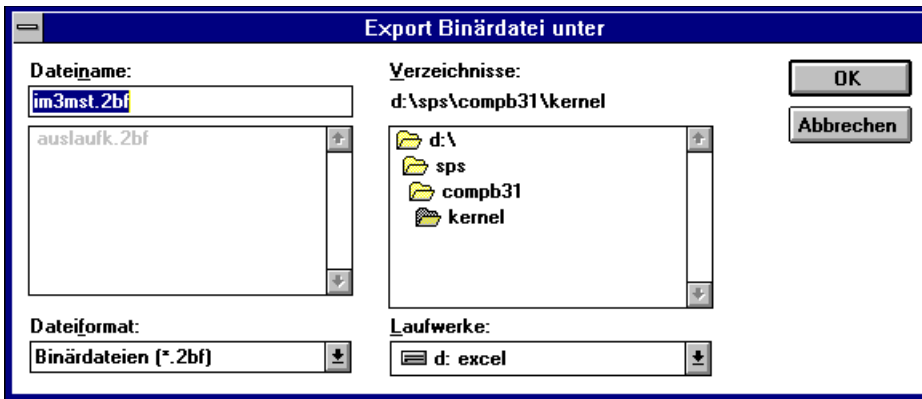 Export Binärdatei unter
Dateiname:
im3mst.2bf
auslaufk.2bf
Dateiformat:
Binärdateien (*.2bf)
Verzeichnisse:
d:\sps\compb31\kernel
d:\
sps
compb31
kernel
Laufwerke:
d: excel
OK
Abbrechen